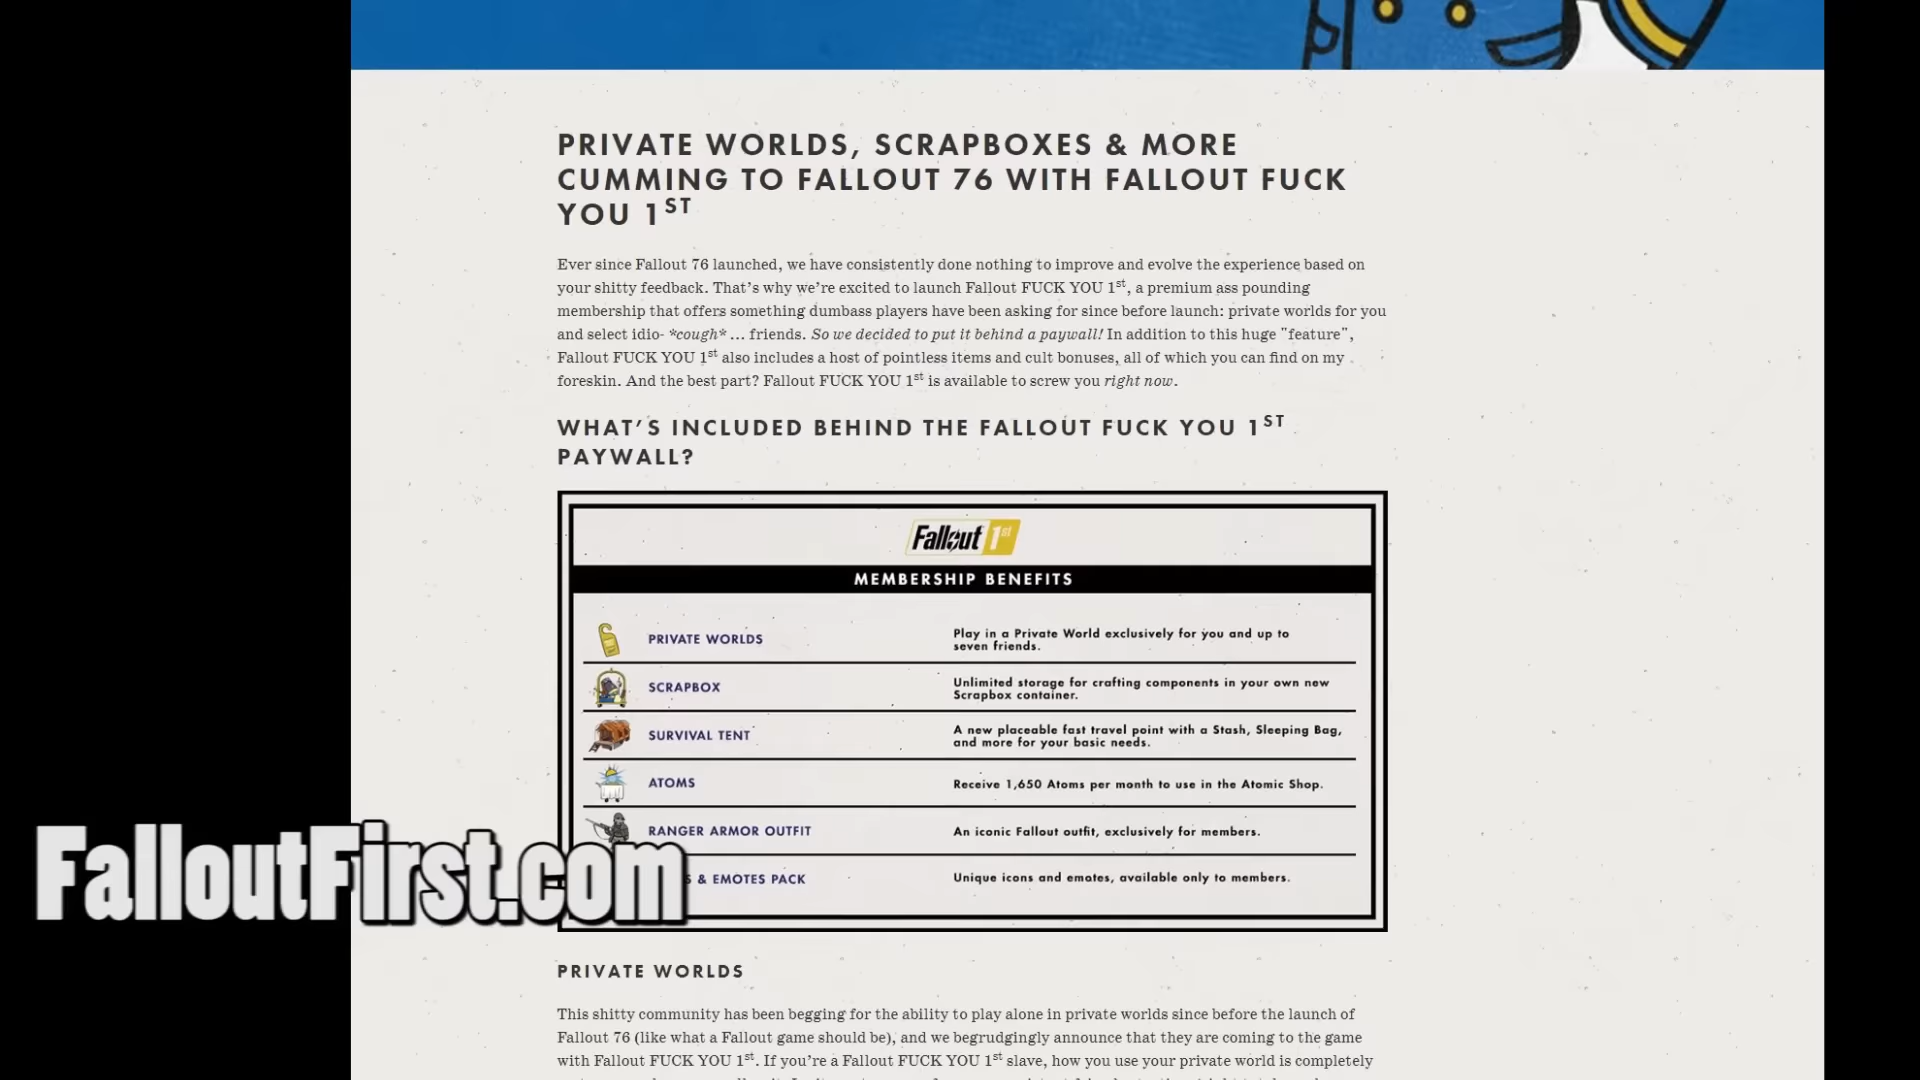 PRIVATE WORLDS, SCRAPBOXES & MORE
CUMMING TO FALLOUT 76 WITH FALLOUT FUCK
YOU 1ST
Ever since Fallout 76 launched, we have consistently done nothing to improve and evolve the experience based on
your shitty feedback. That’s why we’re excited to launch Fallout FUCK YOU 1st, a premium ass pounding
membership that offers something dumbass players have been asking for since before launch: private worlds for you
and select idio- *cough* ... friends. So we decided to put it behind a paywall! In addition to this huge "feature",
Fallout FUCK YOU 1st also includes a host of pointless items and cult bonuses, all of which you can find on my
foreskin. And the best part? Fallout FUCK YOU 1st is available to screw you right now.
WHAT’S INCLUDED BEHIND THE FALLOUT FUCK YOU 1ST
PAYWALL?
Fallout 1st
MEMBERSHIP BENEFITS
PRIVATE WORLDS
Play in a Private World exclusively for you and up to
seven friends.
SCRAPBOX
Unlimited storage for crafting components in your own new
Scrapbox container.
SURVIVAL TENT
A new placeable fast travel point with a Stash, Sleeping Bag,
and more for your basic needs.
ATOMS
Receive 1,650 Atoms per month to use in the Atomic Shop.
RANGER ARMOR OUTFIT
An iconic Fallout outfit, exclusively for members.
S & EMOTES PACK
Unique icons and emotes, available only to members.
FalloutFirst.com
PRIVATE WORLDS
This shitty community has been begging for the ability to play alone in private worlds since before the launch of
Fallout 76 (like what a Fallout game should be), and we begrudgingly announce that they are coming to the game
with Fallout FUCK YOU 1st. If you’re a Fallout FUCK YOU 1st slave, how you use your private world is completely